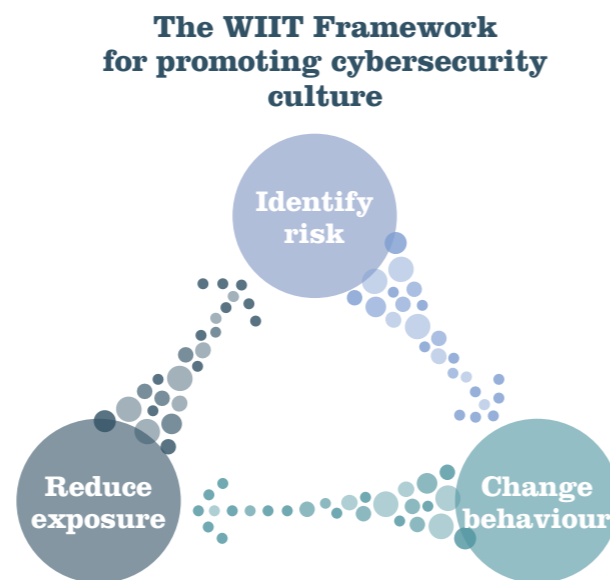 The WIIT Framework
for promoting cybersecurity
culture
Identify
risk
Reduce
exposure
Change
behaviour